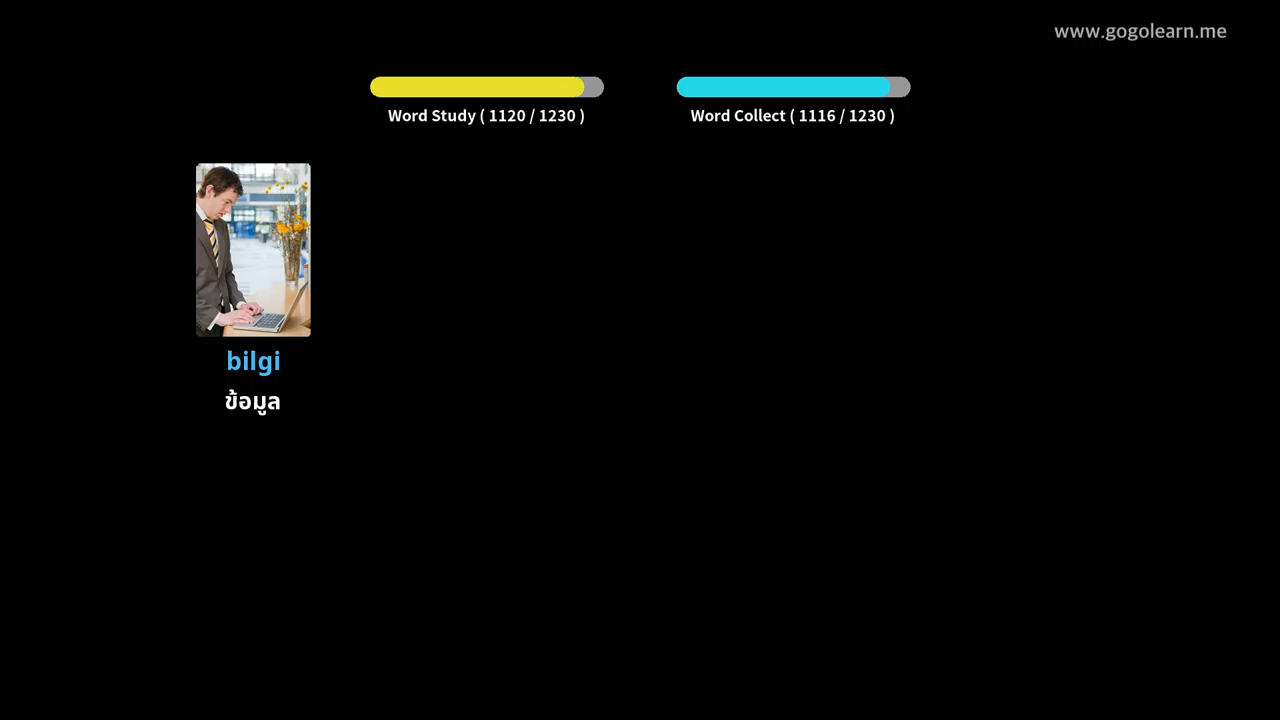 www.gogolearn.me
Word Study ( 1120 / 1230 )
Word Collect ( 1116 / 1230 )
bilgi
ข้อมูล